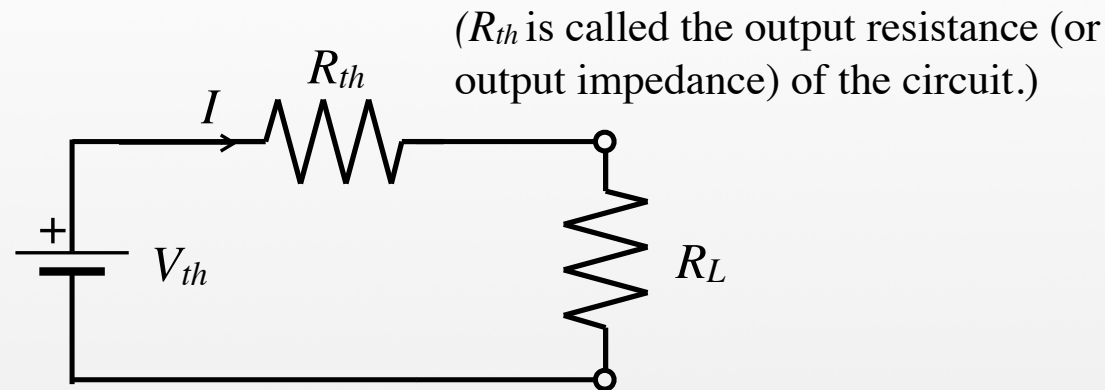 (Rth is called the output resistance (or
output impedance) of the circuit.)
Rth
I
+
Vth
RL